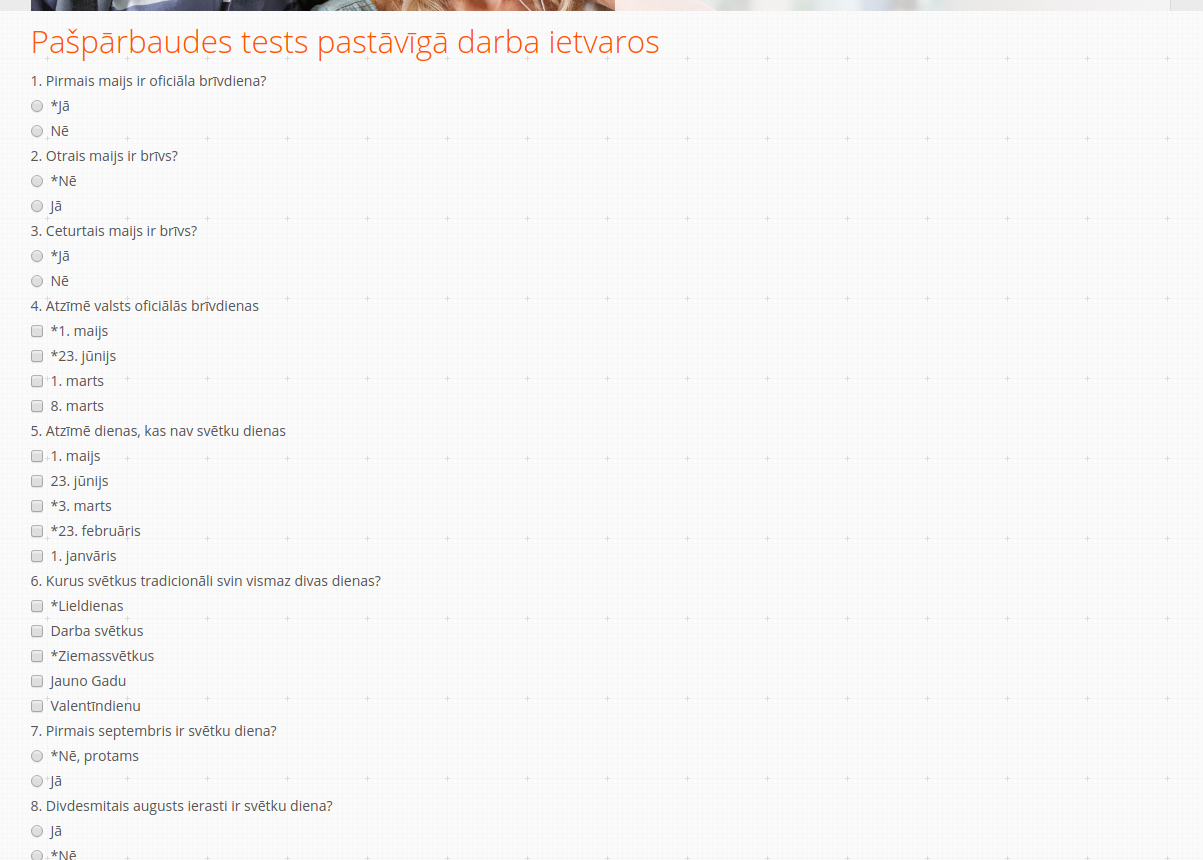 Pašpārbaudes tests pastāvīgā darba ietvaros
1. Pirmais maijs ir oficiāla brīvdiena?
*Jā
Nē
2. Otrais maijs ir brīvs?
*Nē
Jā
3. Ceturtais maijs ir brīvs?
*Jā
Nē
4. Atzīmē valsts oficiālās brīvdienas
*1. maijs
*23. jūnijs
1. marts
8. marts
5. Atzīmē dienas, kas nav svētku dienas
1. maijs
23. jūnijs
*3. marts
*23. februāris
1. janvāris
6. Kurus svētkus tradicionāli svin vismaz divas dienas?
*Lieldienas
Darba svētkus
*Ziemassvētkus
Jauno Gadu
Valentīndienu
7. Pirmais septembris ir svētku diena?
*Nē, protams
Jā
8. Divdesmitais augusts ierasti ir svētku diena?
Jā
*Nē